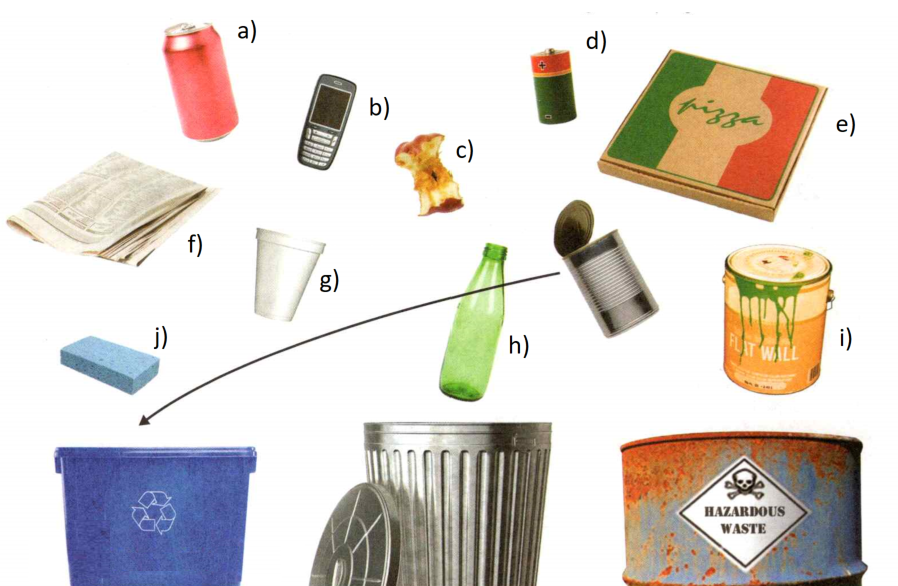 a)
d)
b)
pizza
e)
c)
f)
g)
j)
h)
FLAT WALL
i)
HAZARDOUS
WASTE